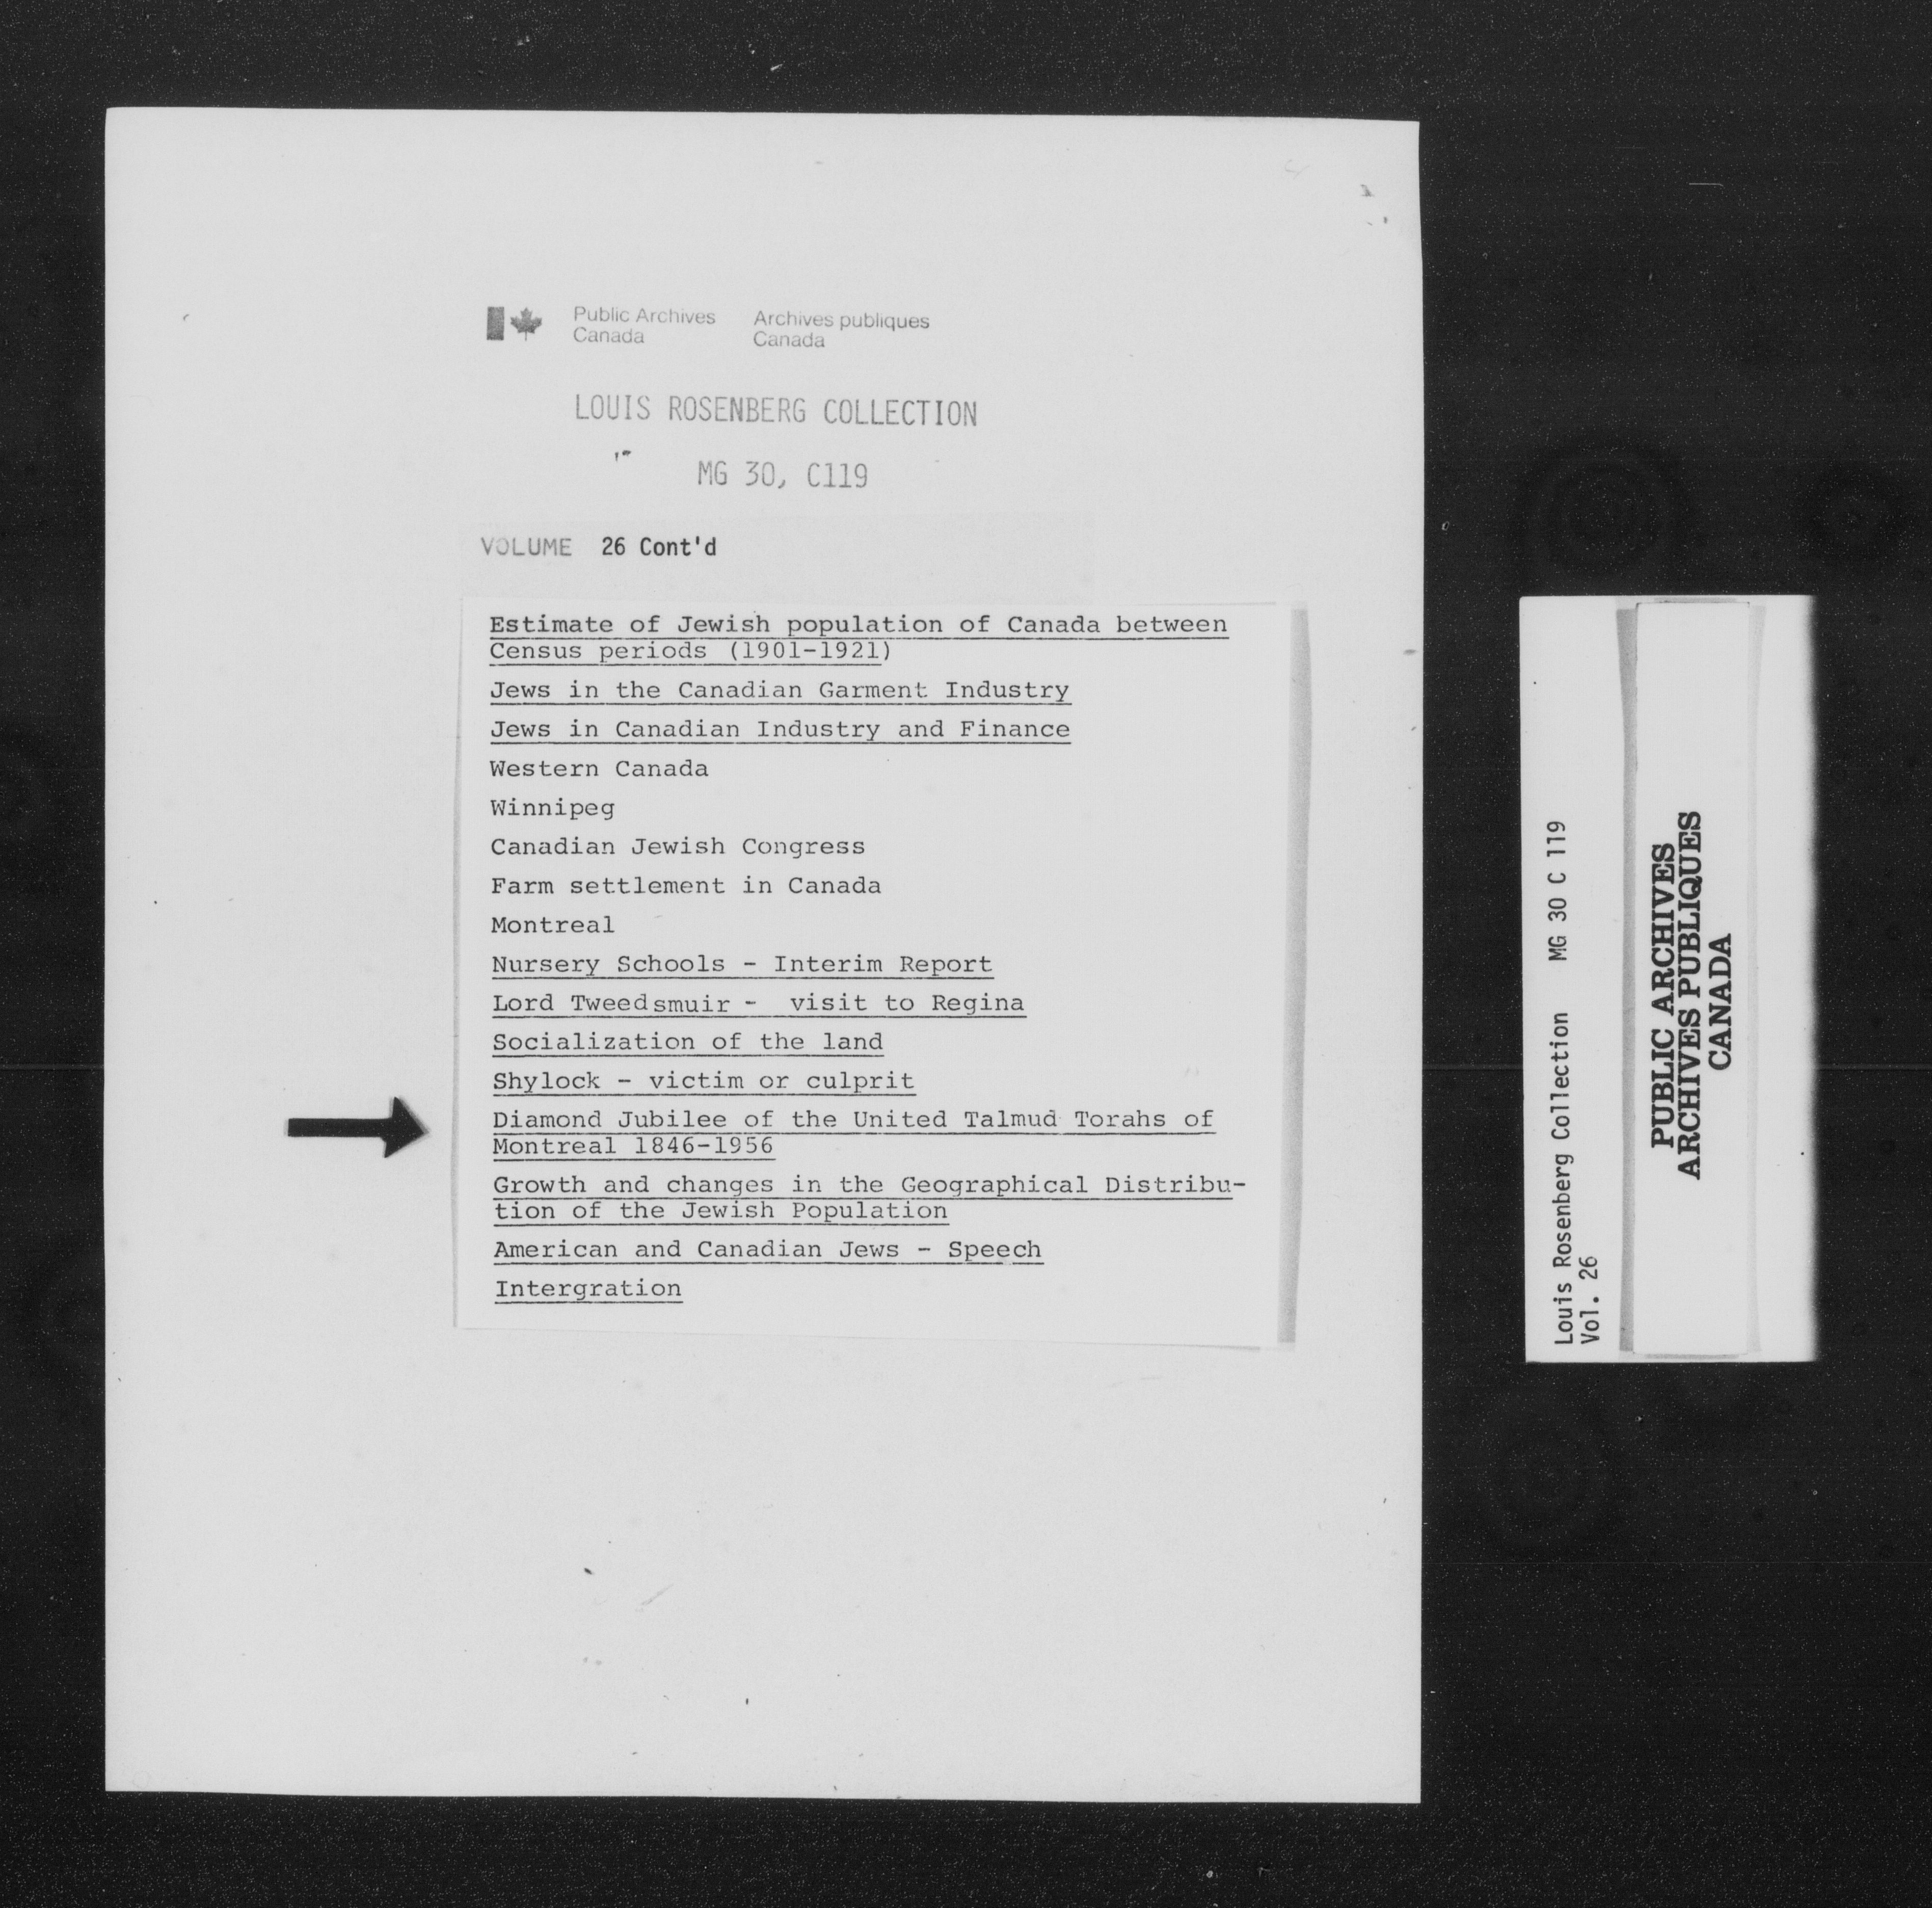 Public Archives
Canada
Archives publiques
Canada
LOUIS ROSENBERG COLLECTION
MG 30, C119
VOLUME 26 Cont'd
Estimate of Jewish population of Canada between
Census periods (1901-1921)
Jews in the Canadian Garment Industry
Jews in Canadian Industry and Finance
Western Canada
Winnipeg
Canadian Jewish Congress
Farm settlement in Canada
Montreal
Nursery Schools - Interim Report
Lord Tweedsmuir - visit to Regina
Socialization of the land
Shylock - victim or culprit
Diamond Jubilee of the United Talmud Torahs of
Montreal 1846-1956
Growth and changes in the Geographical Distribu-
tion of the Jewish Population
American and Canadian Jews - Speech
Intergration
Louis Rosenberg Collection MG 30 C 119
Vol. 26
PUBLIC ARCHIVES
ARCHIVES PUBLIQUES
CANADA